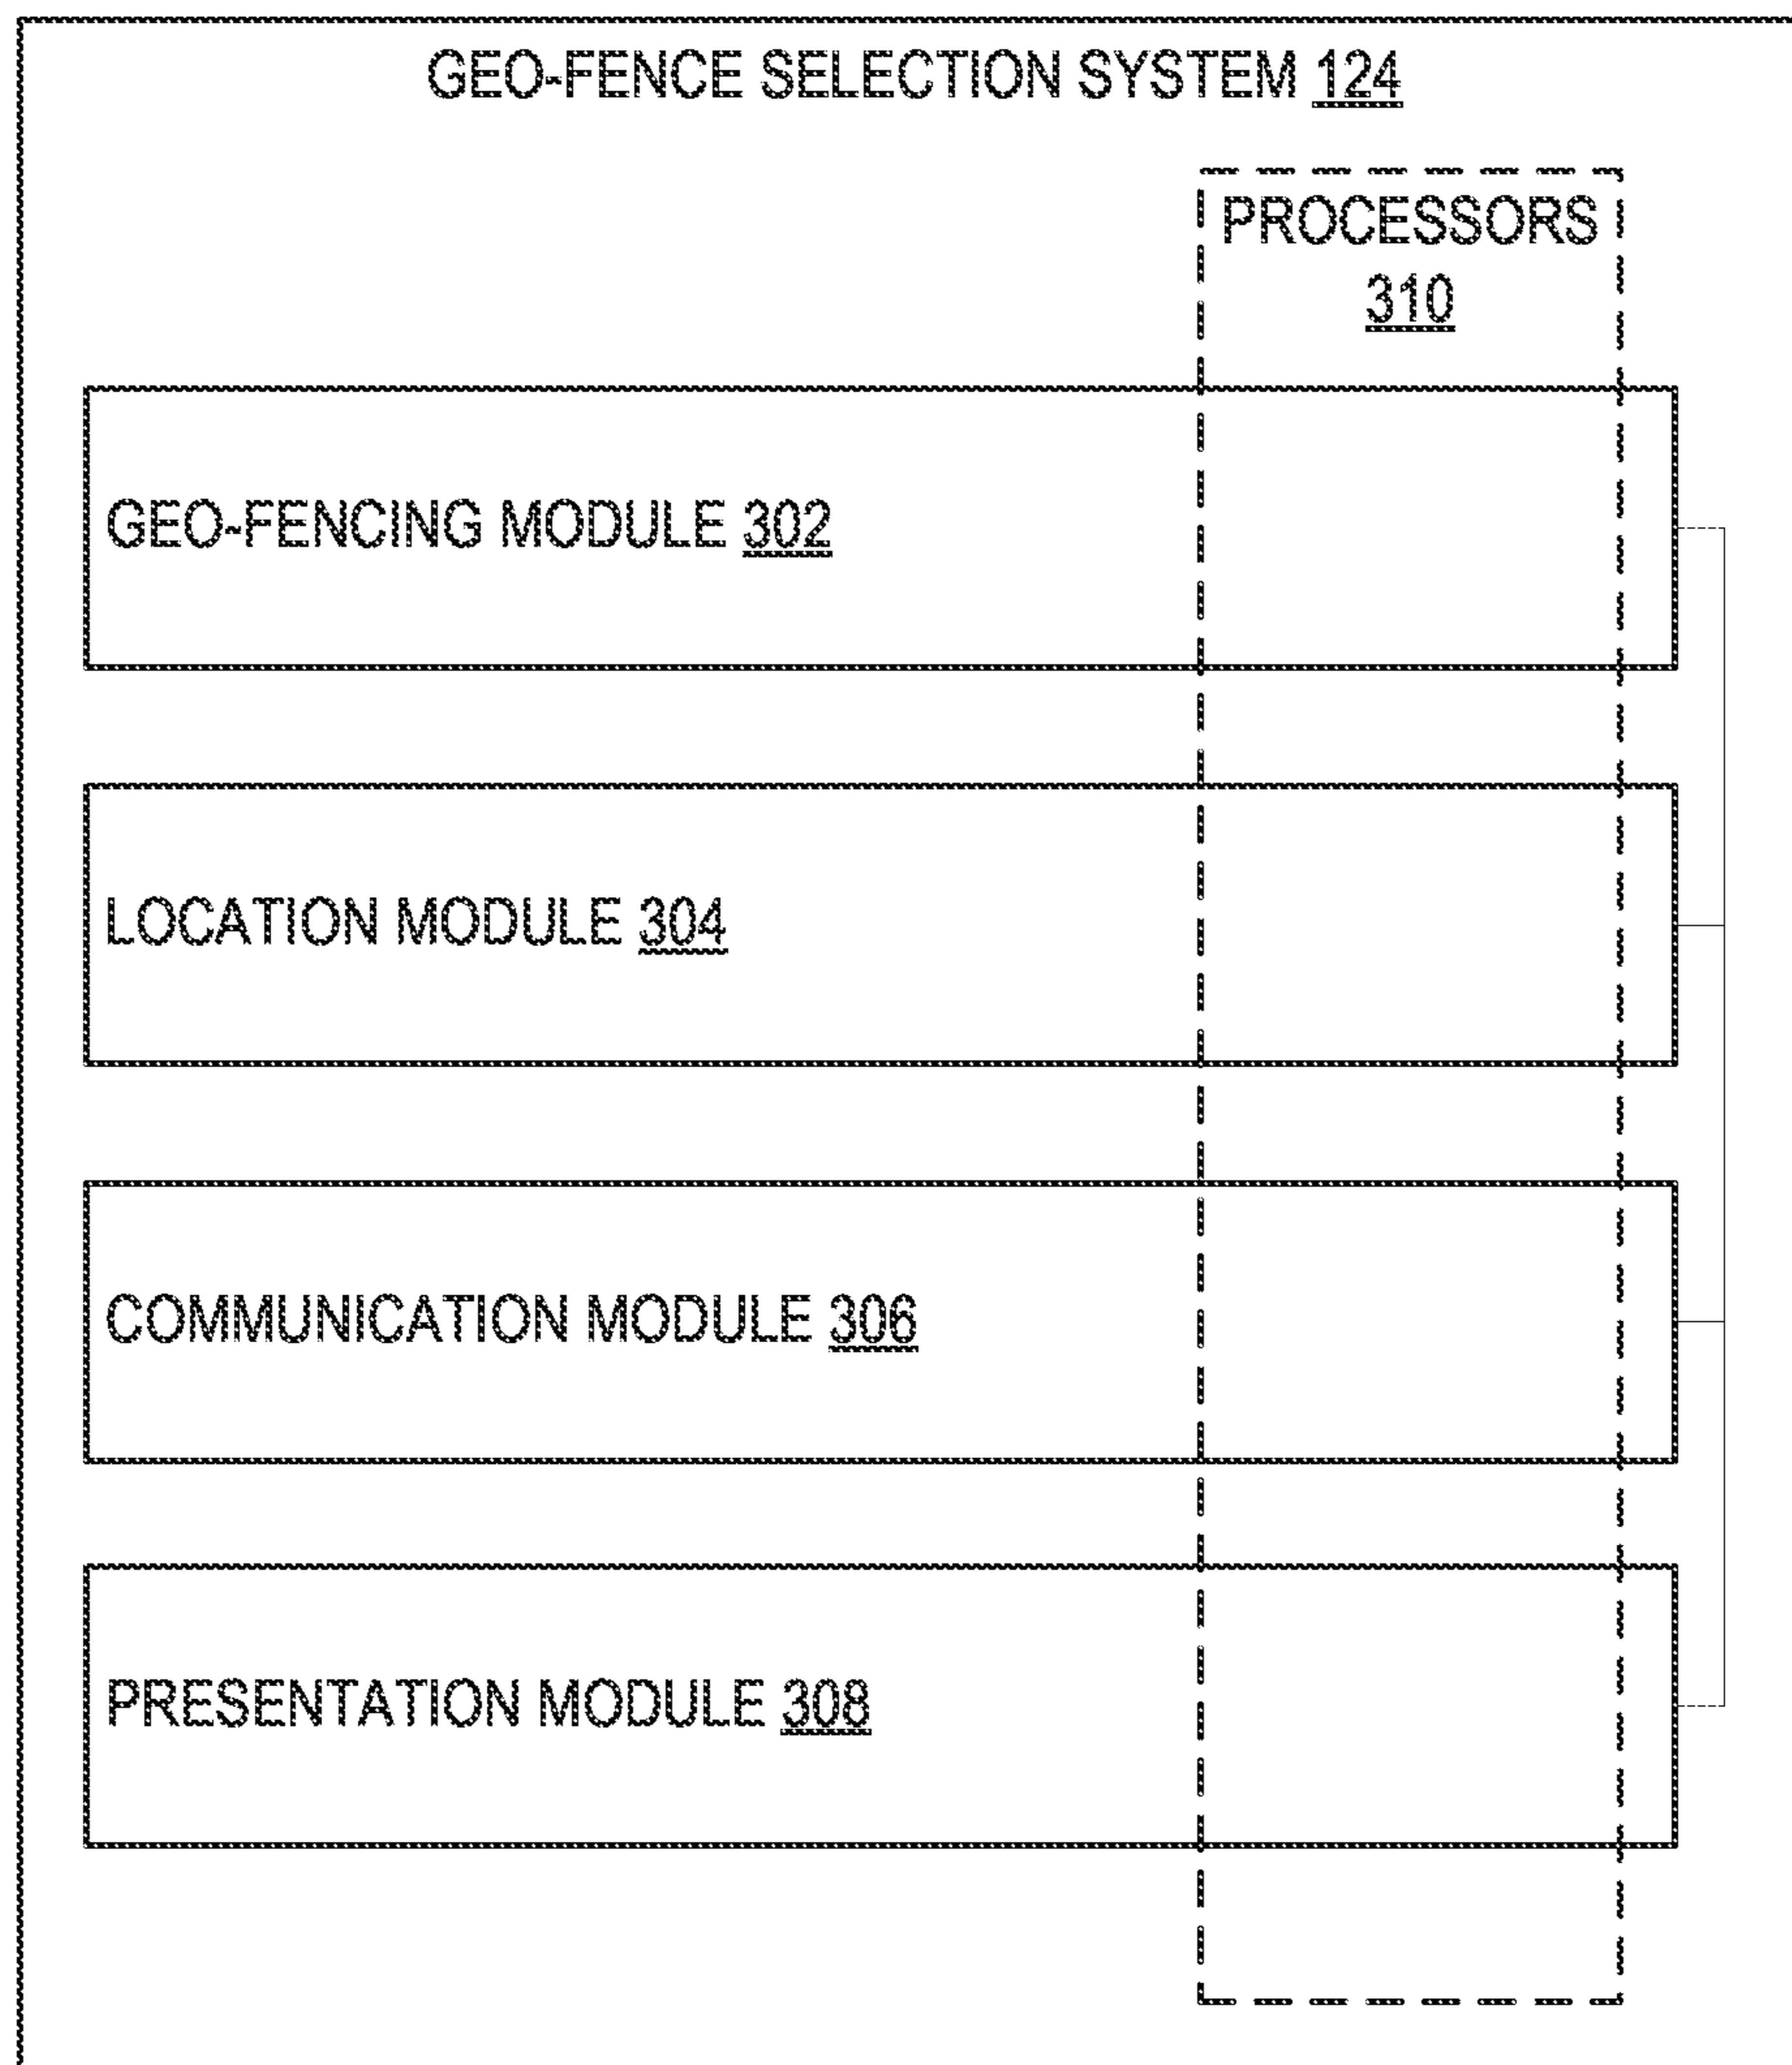 GEO-FENCE SELECTION SYSTEM 124
PROCESSORS
310
GEO-FENCING MODULE 302
LOCATION MODULE 304
COMMUNICATION MODULE 306
PRESENTATION MODULE 308